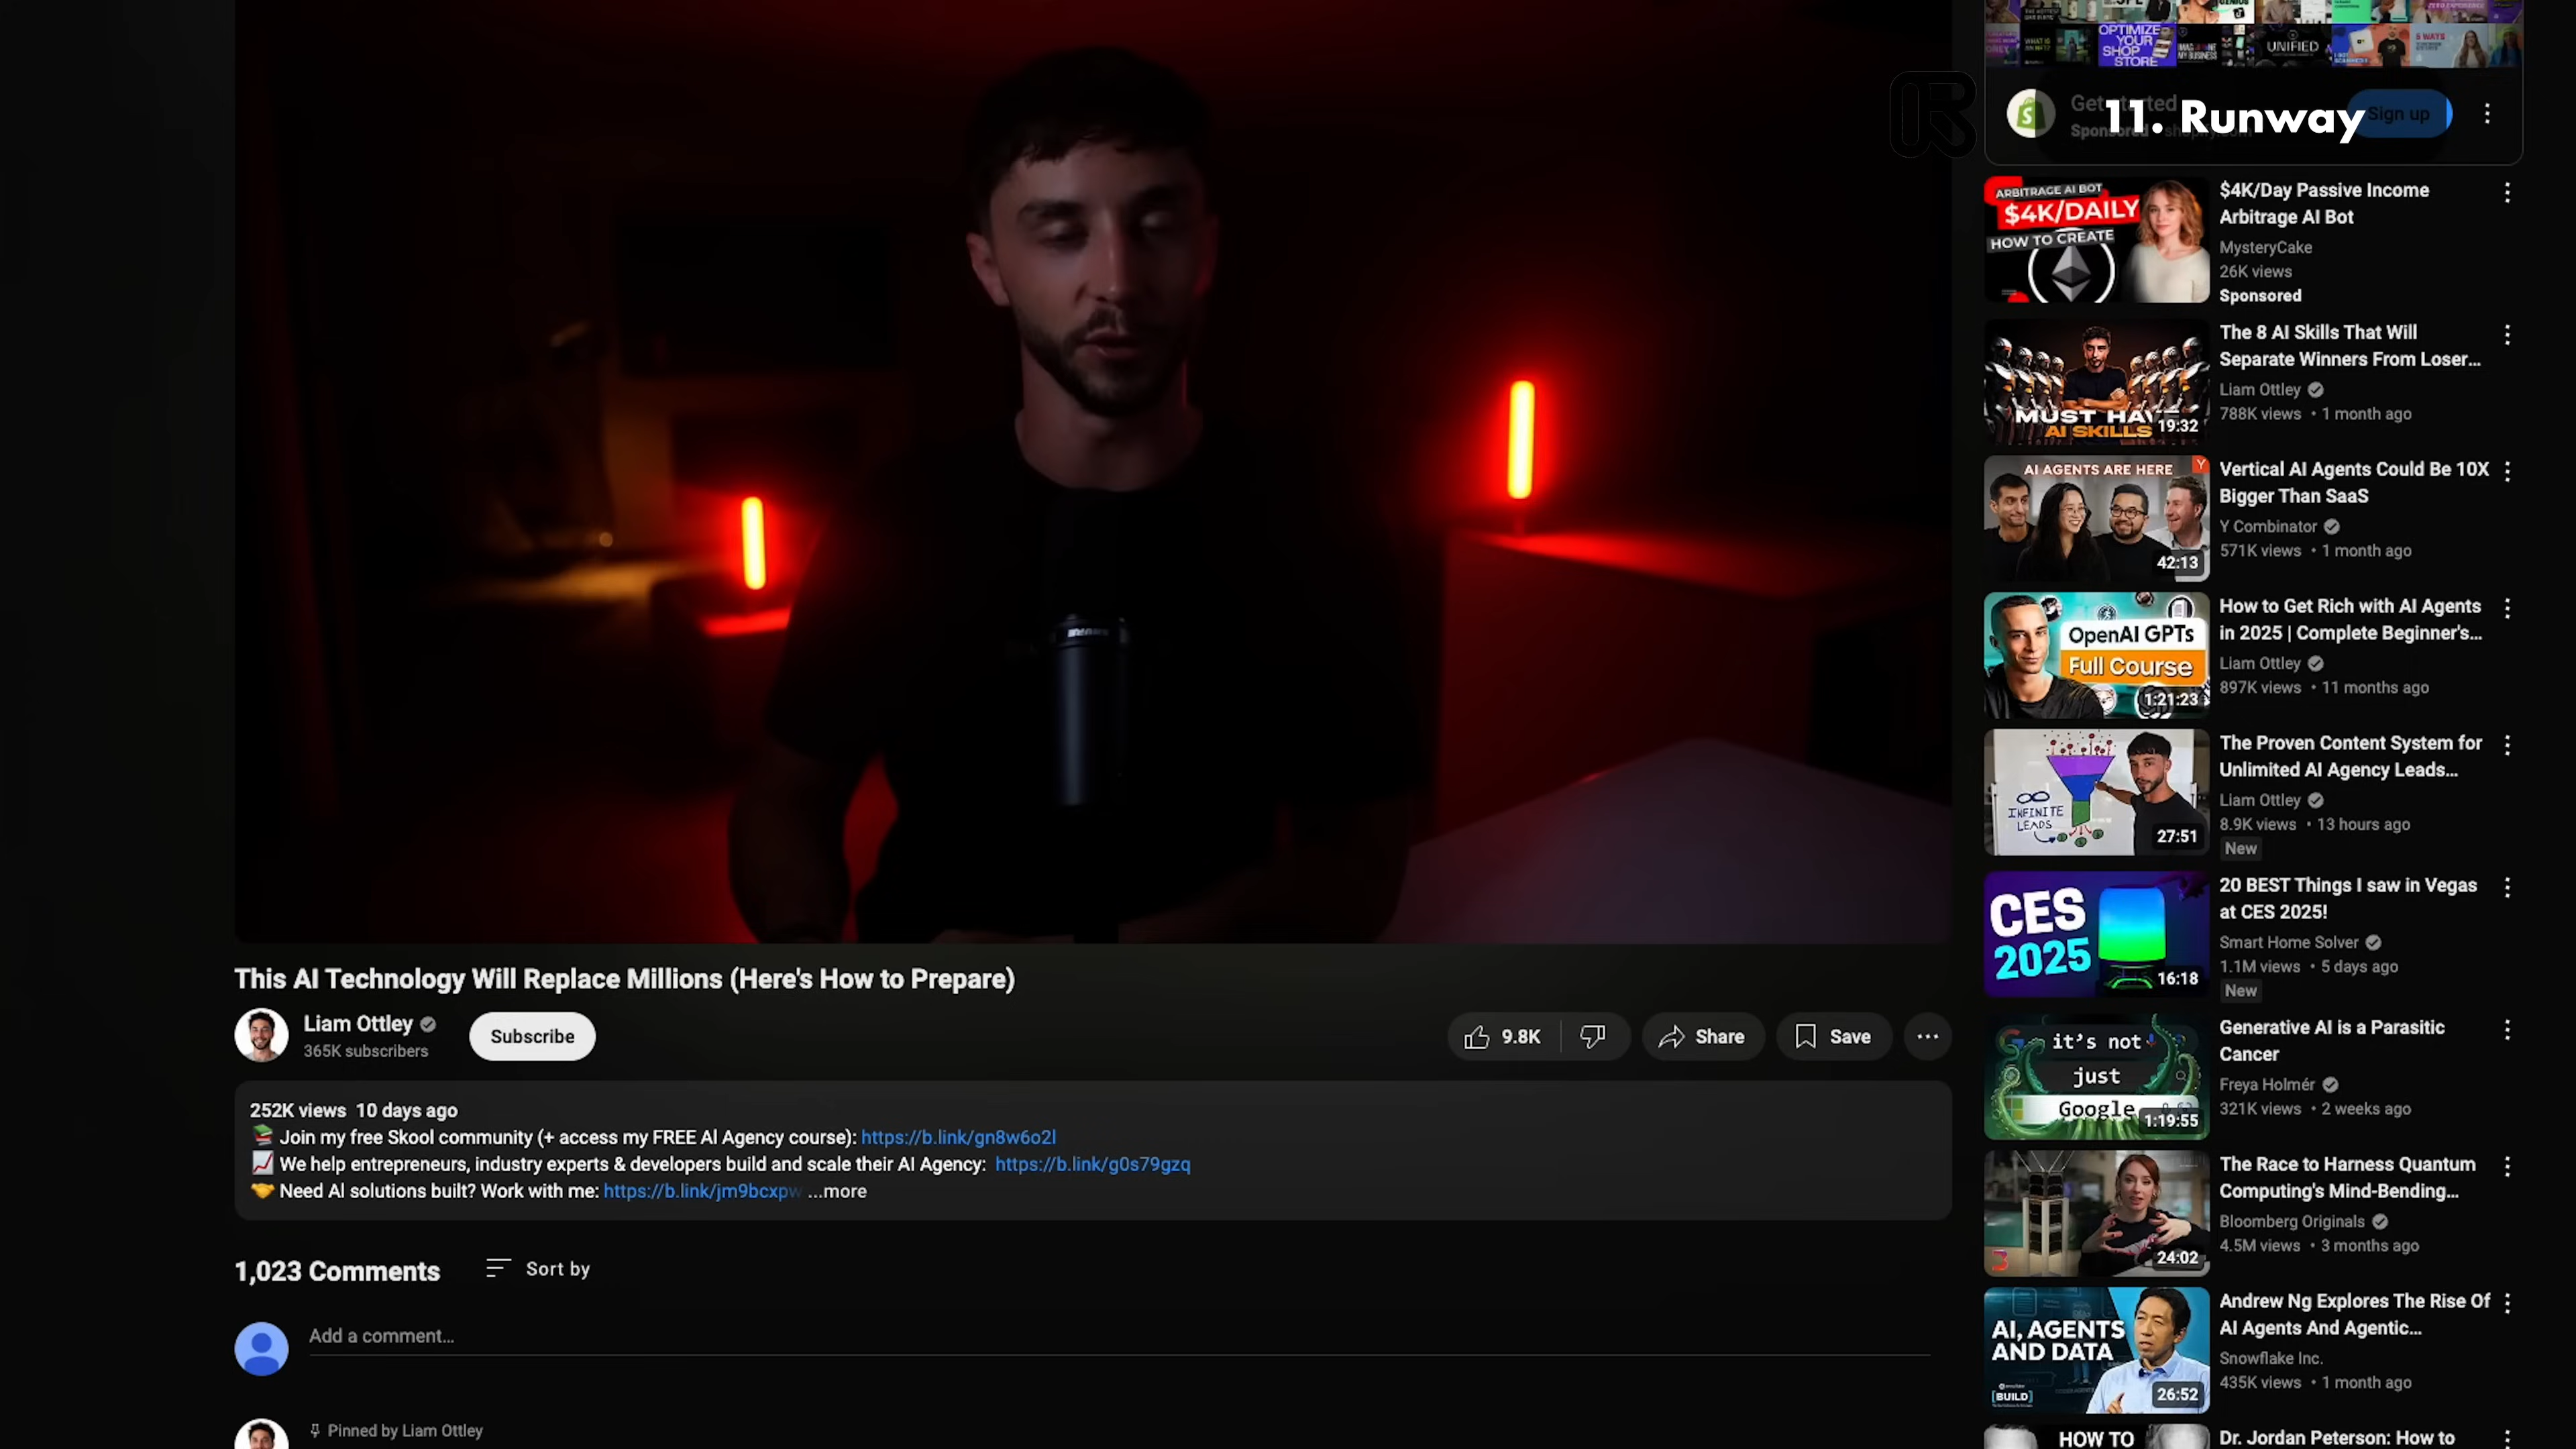 11. Runway
Get started
Sponsored
Sign up
OPTIMIZE
YOUR
SHOP
STORE
UNIFIED
This AI Technology Will Replace Millions (Here's How to Prepare)
Liam Ottley
365K subscribers
Subscribe
9.8K
Share
Save
252K views 10 days ago
Join my free Skool community (+ access my FREE AI Agency course): https://b.link/gn8w6o2l
We help entrepreneurs, industry experts & developers build and scale their AI Agency: https://b.link/g0s79gzq
Need AI solutions built? Work with me: https://b.link/jm9bcxpw ...more
1,023 Comments
Sort by
Add a comment...
Pinned by Liam Ottley
ARBITRAGE AI BOT
$4K/DAILY
HOW TO CREATE
$4K/Day Passive Income
Arbitrage AI Bot
MysteryCake
26K views
Sponsored
AI SKILLS
19:32
The 8 AI Skills That Will
Separate Winners From Loser...
Liam Ottley
788K views • 1 month ago
AI AGENTS ARE HERE
42:13
Vertical AI Agents Could Be 10X
Bigger Than SaaS
Y Combinator
571K views • 1 month ago
OpenAI GPTs
Full Course
1:21:23
How to Get Rich with AI Agents
in 2025 | Complete Beginner's...
Liam Ottley
897K views • 11 months ago
INFINITE
LEADS
27:51
The Proven Content System for
Unlimited AI Agency Leads...
Liam Ottley
8.9K views • 13 hours ago
New
CES
2025
16:18
20 BEST Things I saw in Vegas
at CES 2025!
Smart Home Solver
1.1M views • 5 days ago
New
it's not
just
Google
1:19:55
Generative AI is a Parasitic
Cancer
Freya Holmér
321K views • 2 weeks ago
24:02
The Race to Harness Quantum
Computing's Mind-Bending...
Bloomberg Originals
4.5M views • 3 months ago
AI, AGENTS
AND DATA
BUILD
26:52
Andrew Ng Explores The Rise Of
AI Agents And Agentic...
Snowflake Inc.
435K views • 1 month ago
HOW TO
Dr. Jordan Peterson: How to